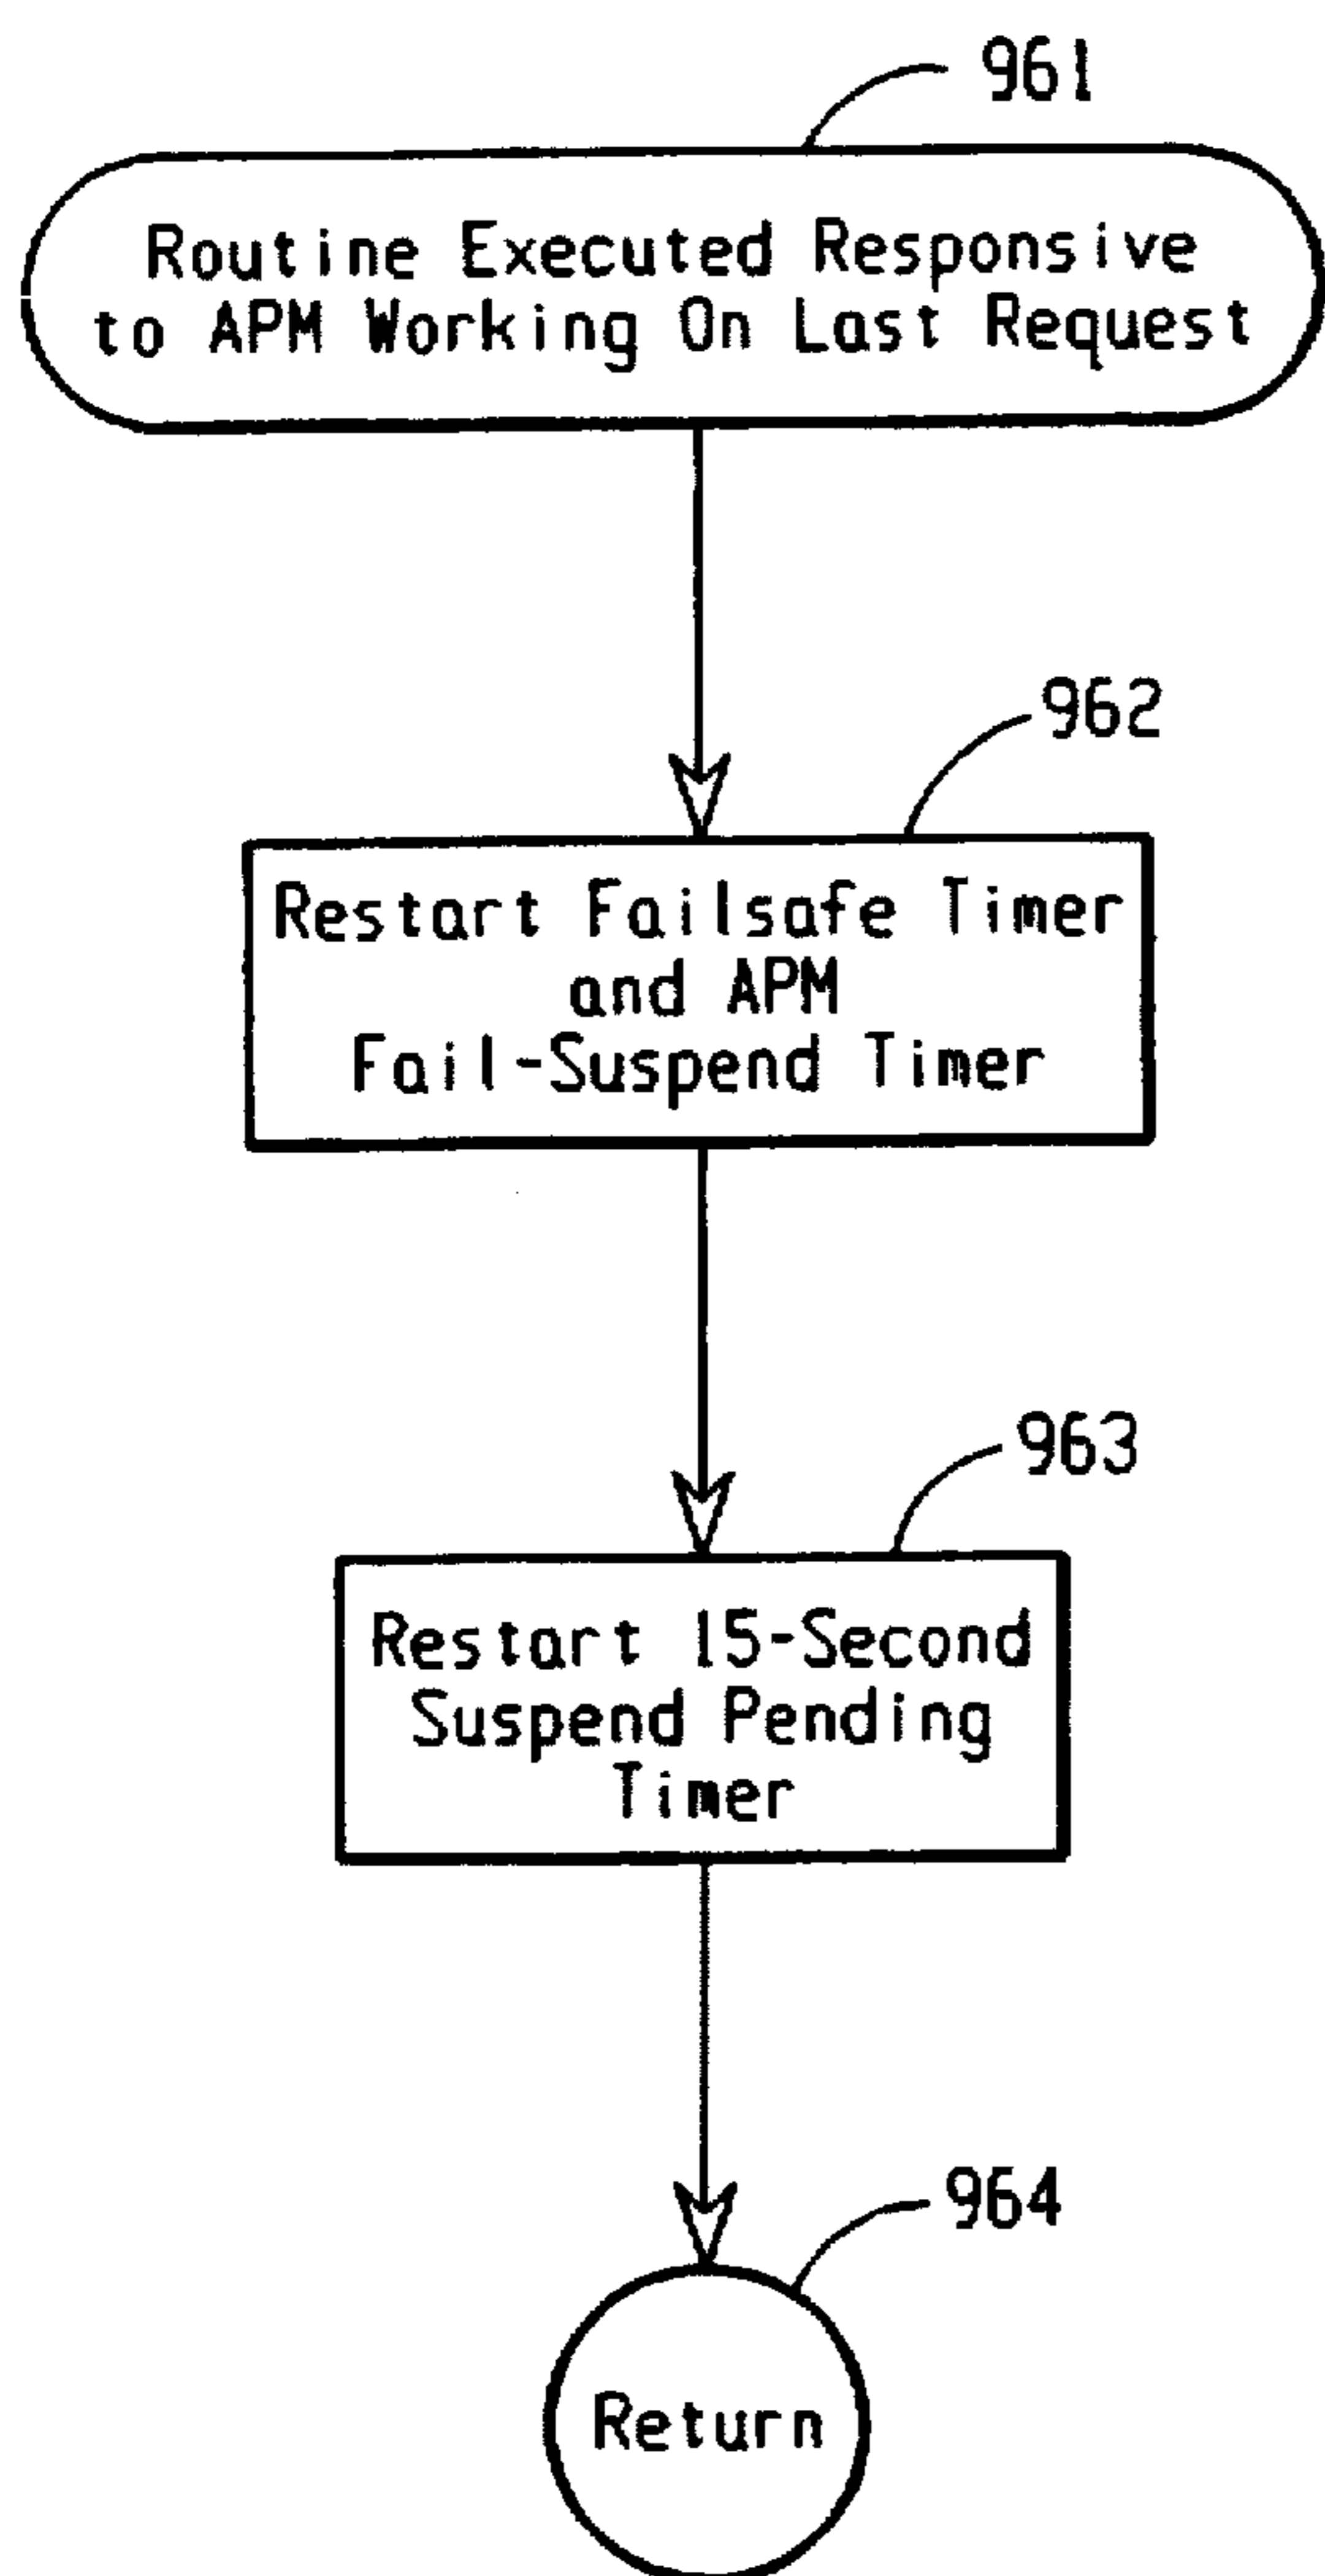 961
Routine Executed Responsive
to APM Working On Last Request
962
Restart Failsafe Timer
and APM
Fail-Suspend Timer
963
Restart 15-Second
Suspend Pending
Timer
964
Return